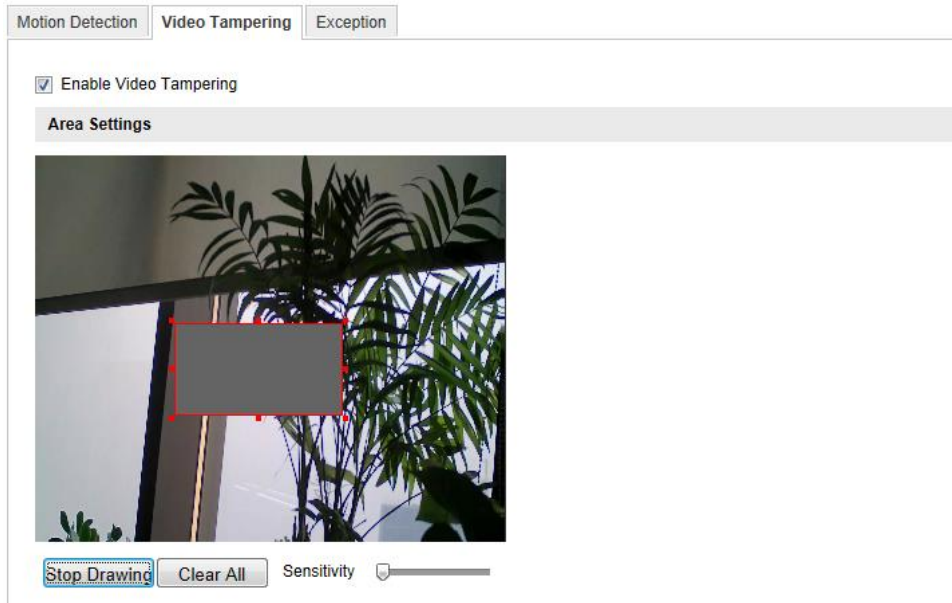 Motion Detection Video Tampering Exception
Enable Video Tampering
Area Settings
Stop Drawing Clear All Sensitivity